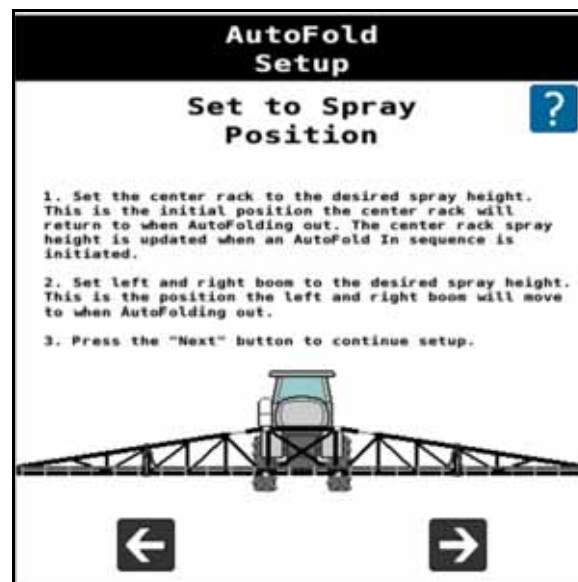 AutoFold
Setup
Set to Spray
Position
?
1. Set the center rack to the desired spray height.
This is the initial position the center rack will
return to when AutoFolding out. The center rack spray
height is updated when an AutoFold In sequence is
initiated.
2. Set left and right boom to the desired spray height.
This is the position the left and right boom will move
to when AutoFolding out.
3. Press the "Next" button to continue setup.